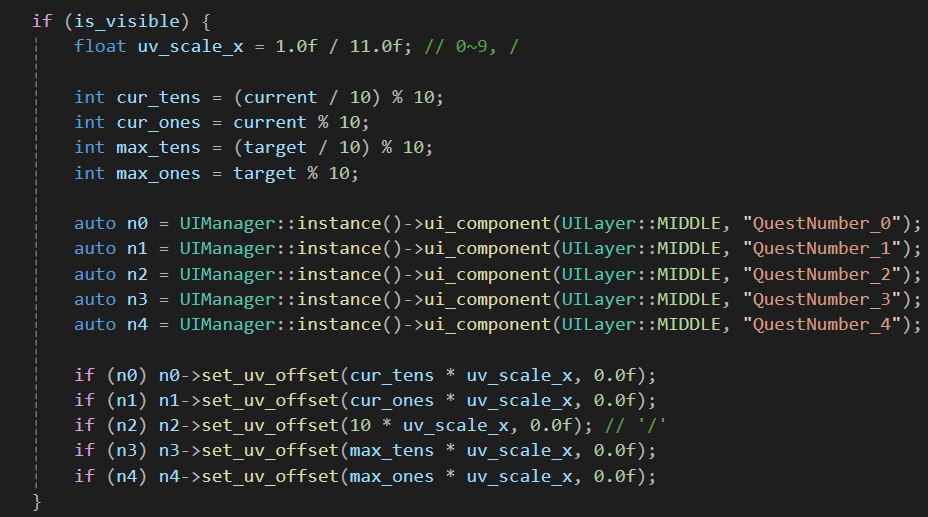 if (is_visible) {
float uv_scale_x = 1.0f / 11.0f; // 0~9, /
int cur_tens = (current / 10) % 10;
int cur_ones = current % 10;
int max_tens = (target / 10) % 10;
int max_ones = target % 10;
auto n0 = UIManager::instance()->ui_component(UILayer::MIDDLE, "QuestNumber_0");
auto n1 = UIManager::instance()->ui_component(UILayer::MIDDLE, "QuestNumber_1");
auto n2 = UIManager::instance()->ui_component(UILayer::MIDDLE, "QuestNumber_2");
auto n3 = UIManager::instance()->ui_component(UILayer::MIDDLE, "QuestNumber_3");
auto n4 = UIManager::instance()->ui_component(UILayer::MIDDLE, "QuestNumber_4");
if (n0) n0->set_uv_offset(cur_tens * uv_scale_x, 0.0f);
if (n1) n1->set_uv_offset(cur_ones * uv_scale_x, 0.0f);
if (n2) n2->set_uv_offset(10 * uv_scale_x, 0.0f); // '/'
if (n3) n3->set_uv_offset(max_tens * uv_scale_x, 0.0f);
if (n4) n4->set_uv_offset(max_ones * uv_scale_x, 0.0f);
}